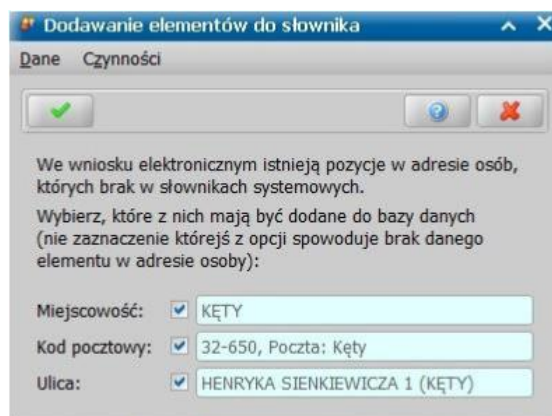 Dodawanie elementów do słownika
Dane Czynności
We wniosku elektronicznym istnieją pozycje w adresie osób,
których brak w słownikach systemowych.
Wybierz, które z nich mają być dodane do bazy danych
(nie zaznaczenie którejś z opcji spowoduje brak danego
elementu w adresie osoby):
Miejscowość: KĘTY
Kod pocztowy: 32-650, Poczta: Kęty
Ulica: HENRYKA SIENKIEWICZA 1 (KĘTY)